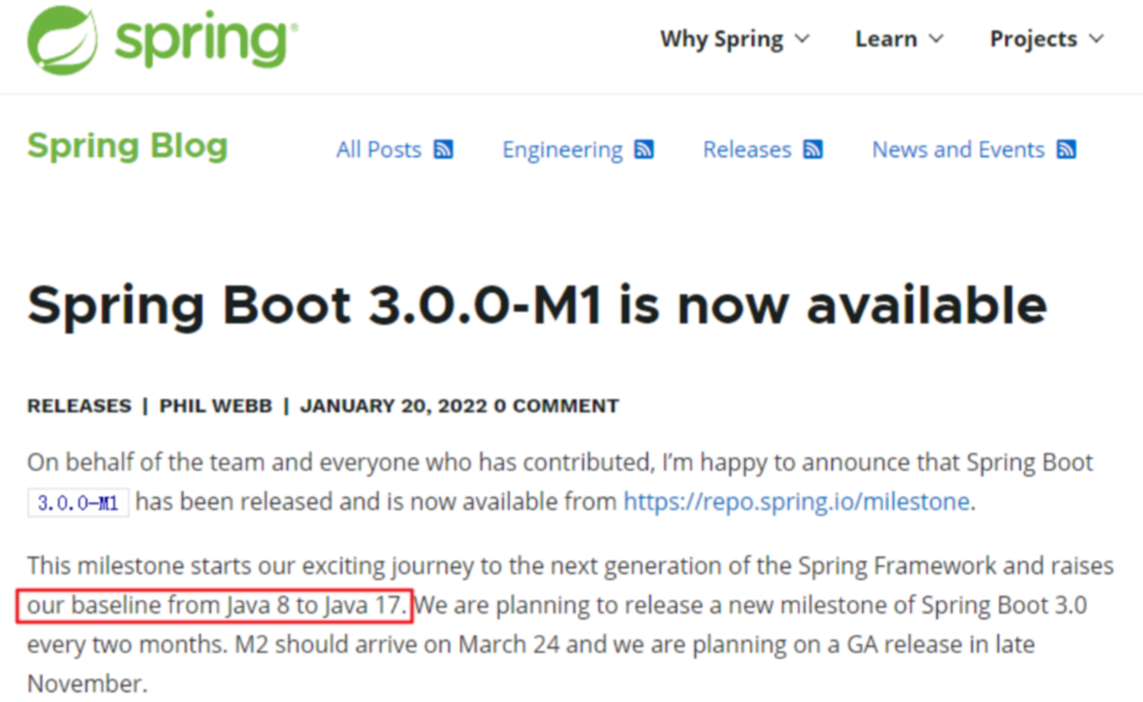 spring®
Why Spring
Learn
Projects
Spring Blog
All Posts
Engineering
Releases
News and Events
Spring Boot 3.0.0-M1 is now available
RELEASES | PHIL WEBB | JANUARY 20, 2022 0 COMMENT
On behalf of the team and everyone who has contributed, I’m happy to announce that Spring Boot
3.0.0-M1 has been released and is now available from https://repo.spring.io/milestone.
This milestone starts our exciting journey to the next generation of the Spring Framework and raises
our baseline from Java 8 to Java 17. We are planning to release a new milestone of Spring Boot 3.0
every two months. M2 should arrive on March 24 and we are planning on a GA release in late
November.